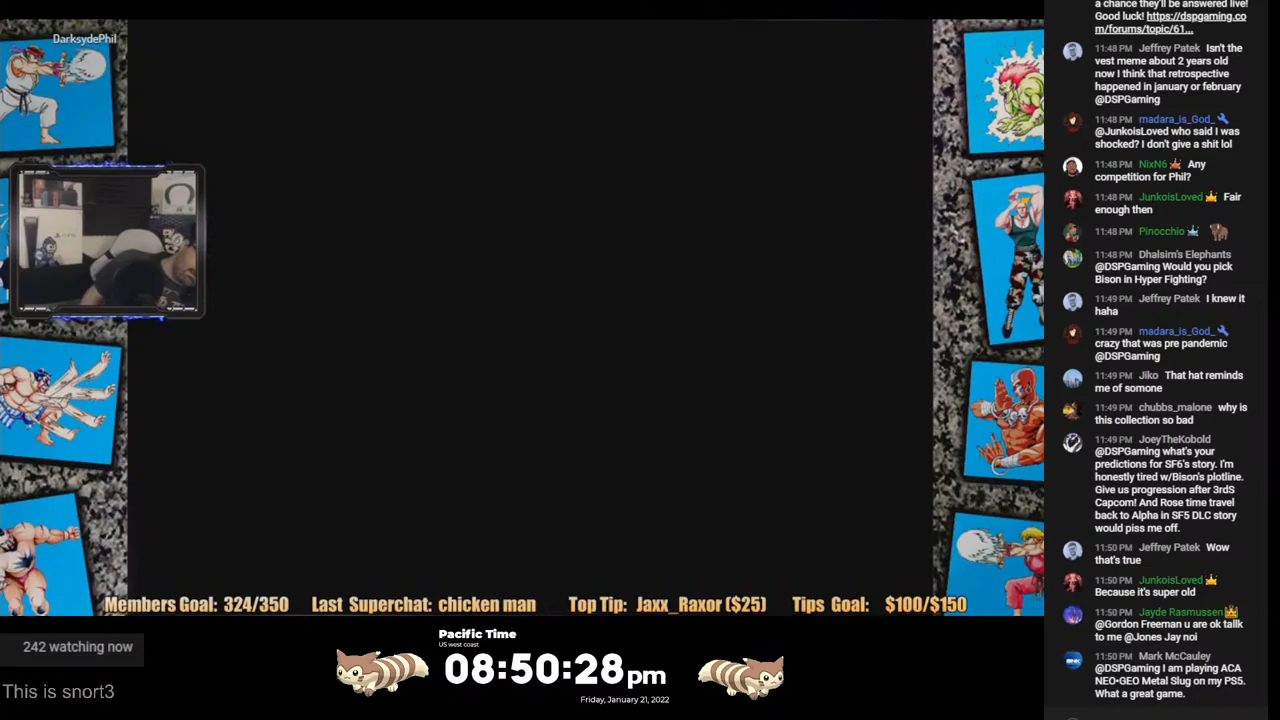 DarksydePhil
Members Goal: 324/350 Last Superchat: chicken man Top Tip: Jaxx_Raxor ($25) Tips Goal: $100/$150
242 watching now
This is snort3
Pacific Time
US west coast
08:50:28pm
Friday, January 21, 2022
a chance they'll be answered live!
Good luck! https://dspgaming.co
m/forums/topic/61...
11:48 PM Jeffrey Patek Isn't the
vest meme about 2 years old
now I think that retrospective
happened in january or february
@DSPGaming
11:48 PM madara_is_God_
@JunkoisLoved who said I was
shocked? I don't give a shit lol
11:48 PM NixN6 Any
competition for Phil?
11:48 PM JunkoisLoved Fair
enough then
11:48 PM Pinocchio
11:48 PM Dhalsim's Elephants
@DSPGaming Would you pick
Bison in Hyper Fighting?
11:49 PM Jeffrey Patek I knew it
haha
11:49 PM madara_is_God_
crazy that was pre pandemic
@DSPGaming
11:49 PM Jiko That hat reminds
me of somone
11:49 PM chubbs_malone why is
this collection so bad
11:49 PM JoeyTheKobold
@DSPGaming what's your
predictions for SF6's story. I'm
honestly tired w/Bison's plotline.
Give us progression after 3rdS
Capcom! And Rose time travel
back to Alpha in SF5 DLC story
would piss me off.
11:50 PM Jeffrey Patek Wow
that's true
11:50 PM JunkoisLoved
Because it's super old
11:50 PM Jayde Rasmussen
@Gordon Freeman u are ok tallk
to me @Jones Jay noi
11:50 PM Mark McCauley
@DSPGaming I am playing ACA
NEO•GEO Metal Slug on my PS5.
What a great game.